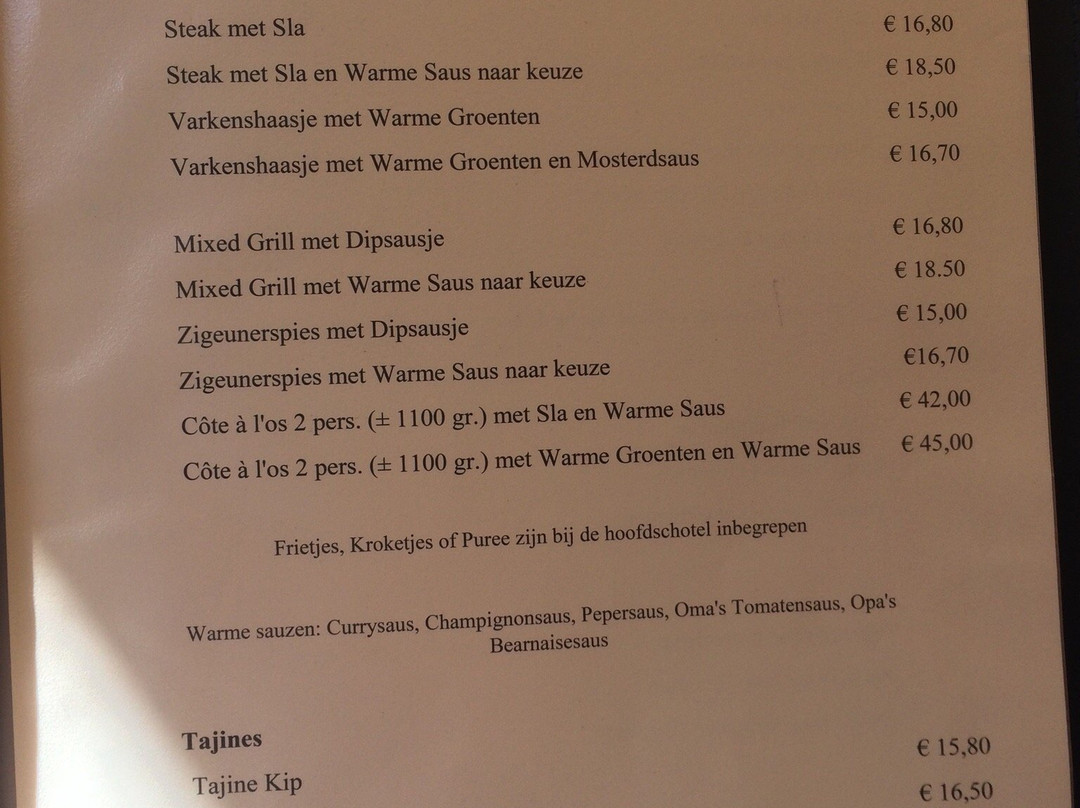 Steak met Sla € 16,80
Steak met Sla en Warme Saus naar keuze € 18,50
Varkenshaasje met Warme Groenten € 15,00
Varkenshaasje met Warme Groenten en Mosterdsaus € 16,70
Mixed Grill met Dipsausje € 16,80
Mixed Grill met Warme Saus naar keuze € 18.50
Zigeunerspies met Dipsausje € 15,00
Zigeunerspies met Warme Saus naar keuze €16,70
Côte à l'os 2 pers. (± 1100 gr.) met Sla en Warme Saus € 42,00
Côte à l'os 2 pers. (± 1100 gr.) met Warme Groenten en Warme Saus € 45,00
Frietjes, Kroketjes of Puree zijn bij de hoofdschotel inbegrepen
Warme sauzen: Currysaus, Champignonsaus, Pepersaus, Oma's Tomatensaus, Opa's
Bearnaisesaus
Tajines
€ 15,80
Tajine Kip
€ 16,50